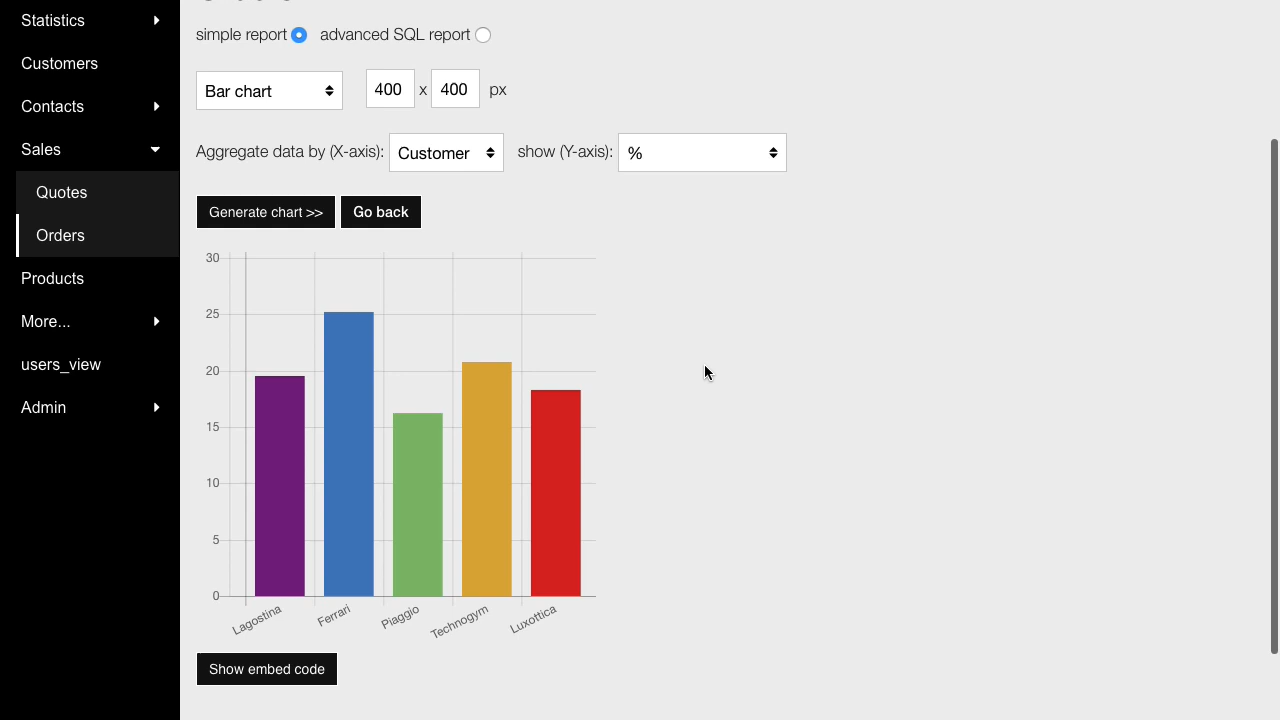 Statistics
Customers
Contacts
Sales
Quotes
Orders
Products
More...
users_view
Admin
simple report advanced SQL report
Bar chart 400 x 400 px
Aggregate data by (X-axis): Customer show (Y-axis): %
Generate chart >> Go back
30
25
20
15
10
5
0
Lagostina Ferrari Piaggio Technogym Luxottica
Show embed code